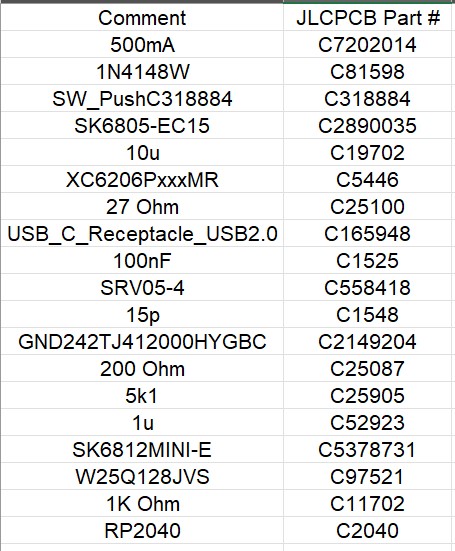 Comment JLCPCB Part #
500mA C7202014
1N4148W C81598
SW_PushC318884 C318884
SK6805-EC15 C2890035
10u C19702
XC6206PxxxMR C5446
27 Ohm C25100
USB_C_Receptacle_USB2.0 C165948
100nF C1525
SRV05-4 C558418
15p C1548
GND242TJ412000HYGBC C2149204
200 Ohm C25087
5k1 C25905
1u C52923
SK6812MINI-E C5378731
W25Q128JVS C97521
1K Ohm C11702
RP2040 C2040